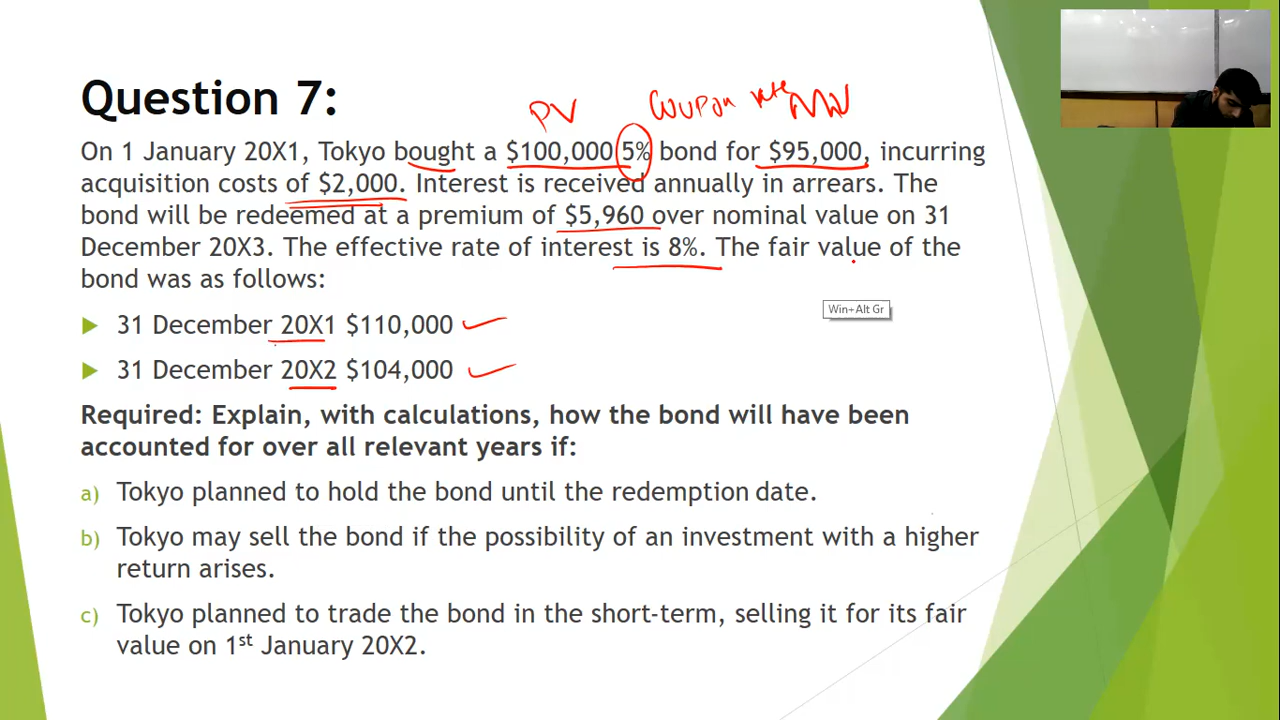 Question 7:
PV Coupon rate MV
On 1 January 20X1, Tokyo bought a $100,000 5% bond for $95,000, incurring
acquisition costs of $2,000. Interest is received annually in arrears. The
bond will be redeemed at a premium of $5,960 over nominal value on 31
December 20X3. The effective rate of interest is 8%. The fair value of the
bond was as follows:
Win+Alt Gr
31 December 20X1 $110,000
31 December 20X2 $104,000
Required: Explain, with calculations, how the bond will have been
accounted for over all relevant years if:
a) Tokyo planned to hold the bond until the redemption date.
b) Tokyo may sell the bond if the possibility of an investment with a higher
return arises.
c) Tokyo planned to trade the bond in the short-term, selling it for its fair
value on 1st January 20X2.